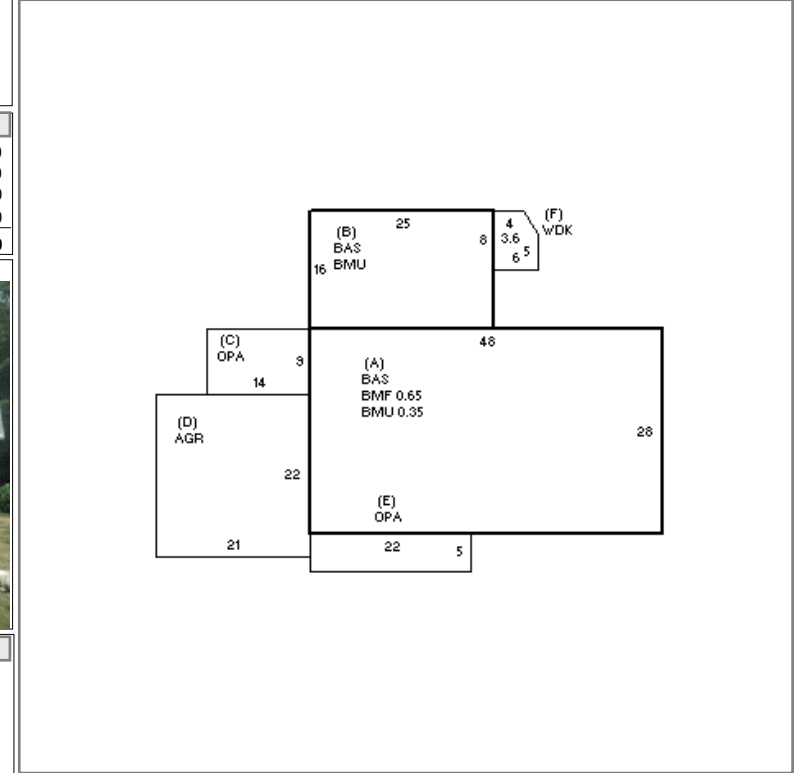 25
(B)
BAS
BMU
16
8
4
3.6
5
6
(F)
WDK
(C)
OPA
9
14
48
(A)
BAS
BMF 0.65
BMU 0.35
28
(D)
AGR
22
21
(E)
OPA
22
5